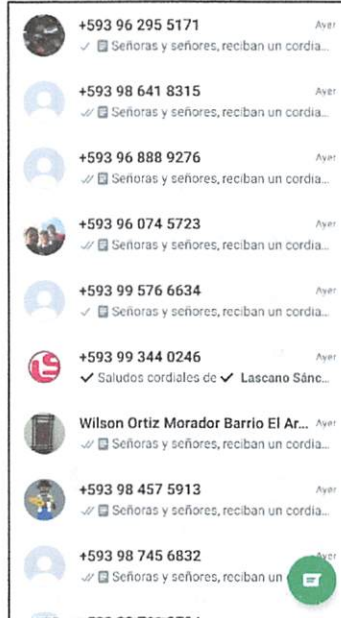 +593 96 295 5171 Ayer
✓ Señoras y señores, reciban un cordia...
+593 98 641 8315 Ayer
Señoras y señores, reciban un cordia...
+593 96 888 9276 Ayer
Señoras y señores, reciban un cordia...
+593 96 074 5723 Ayer
Señoras y señores, reciban un cordia...
+593 99 576 6634 Ayer
✓ Señoras y señores, reciban un cordia...
+593 99 344 0246 Ayer
✓ Saludos cordiales de ✓ Lascano Sánc...
Wilson Ortiz Morador Barrio El Ar... Ayer
Señoras y señores, reciban un cordia...
+593 98 457 5913 Ayer
Señoras y señores, reciban un cordia...
+593 98 745 6832 Ayer
Señoras y señores, reciban un